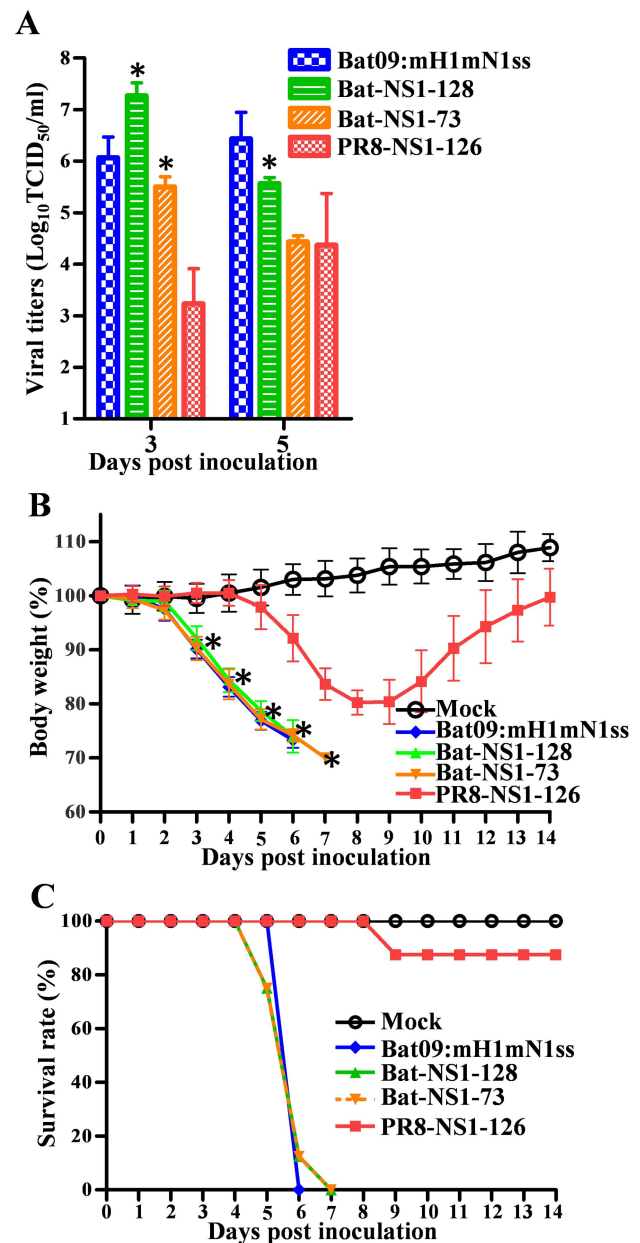 A
Viral titers (Log10TCID50/ml)
8
7
6
5
4
3
2
1
* * *
3 5
Days post inoculation
Bat09:mH1mN1ss
Bat-NS1-128
Bat-NS1-73
PR8-NS1-126
B
Body weight (%)
110
100
90
80
70
60
* * * * *
0 1 2 3 4 5 6 7 8 9 10 11 12 13 14
Days post inoculation
Mock
Bat09:mH1mN1ss
Bat-NS1-128
Bat-NS1-73
PR8-NS1-126
C
Survival rate (%)
100
80
60
40
20
0
0 1 2 3 4 5 6 7 8 9 10 11 12 13 14
Days post inoculation
Mock
Bat09:mH1mN1ss
Bat-NS1-128
Bat-NS1-73
PR8-NS1-126